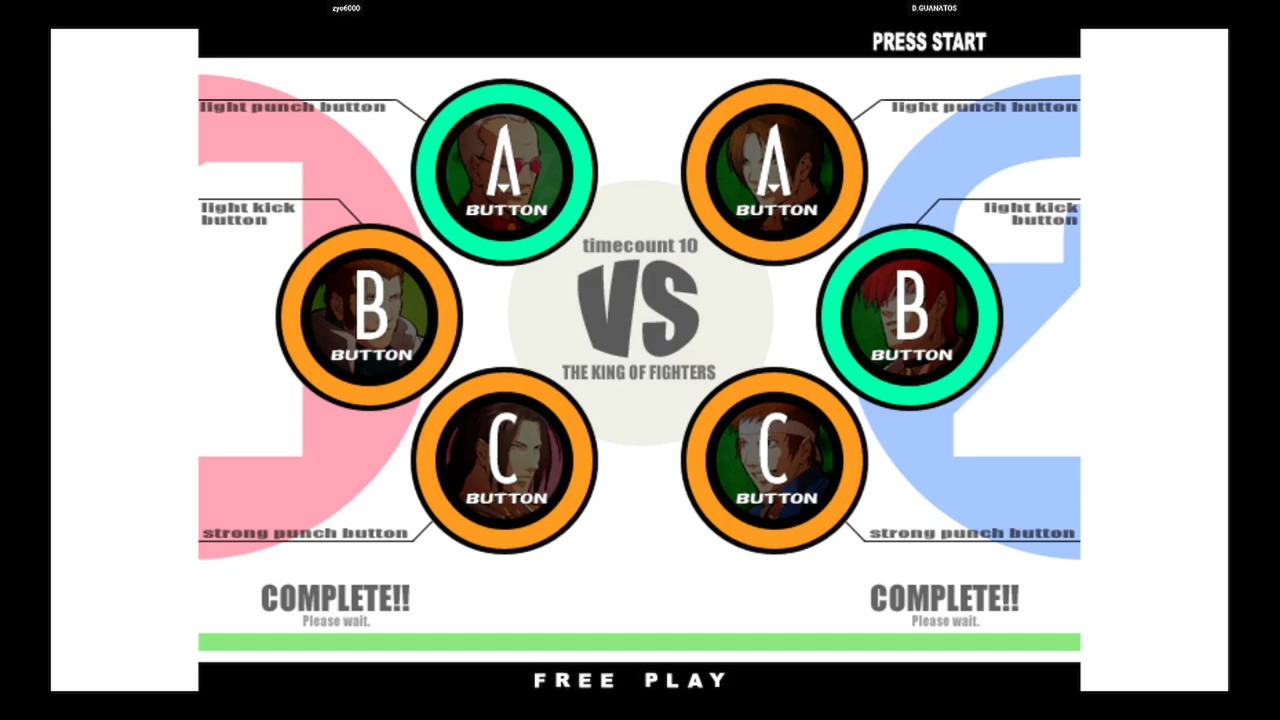 zyo6000
D.GUANATOS
PRESS START
light punch button
light punch button
A
BUTTON
A
BUTTON
light kick
button
light kick
button
timecount 10
VS
THE KING OF FIGHTERS
B
BUTTON
B
BUTTON
C
BUTTON
C
BUTTON
strong punch button
strong punch button
COMPLETE!!
Please wait.
COMPLETE!!
Please wait.
FREE PLAY